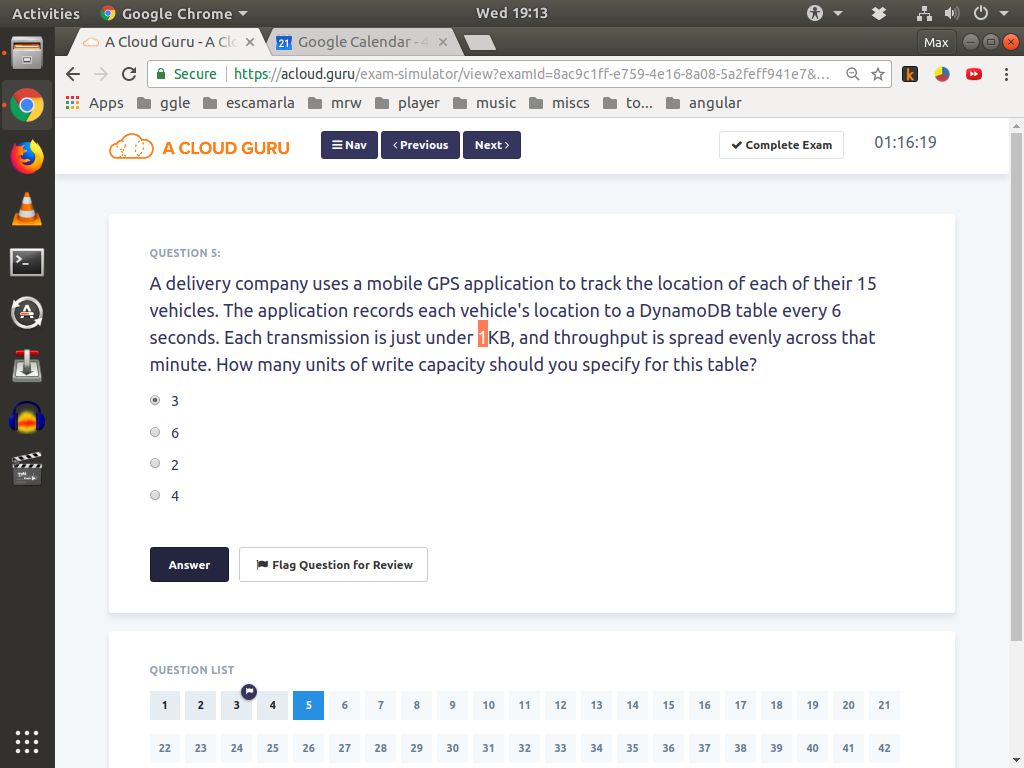 Activities Google Chrome Wed 19:13
A Cloud Guru - A Clo Google Calendar - 4 Max
Secure https://acloud.guru/exam-simulator/view?examId=8ac9c1ff-e759-4e16-8a08-5a2feff941e7&...
Apps ggle escamarla mrw player music miscs to... angular
A CLOUD GURU Nav Previous Next Complete Exam 01:16:19
QUESTION 5:
A delivery company uses a mobile GPS application to track the location of each of their 15
vehicles. The application records each vehicle's location to a DynamoDB table every 6
seconds. Each transmission is just under 1KB, and throughput is spread evenly across that
minute. How many units of write capacity should you specify for this table?
3
6
2
4
Answer Flag Question for Review
QUESTION LIST
1 2 3 4 5 6 7 8 9 10 11 12 13 14 15 16 17 18 19 20 21
22 23 24 25 26 27 28 29 30 31 32 33 34 35 36 37 38 39 40 41 42